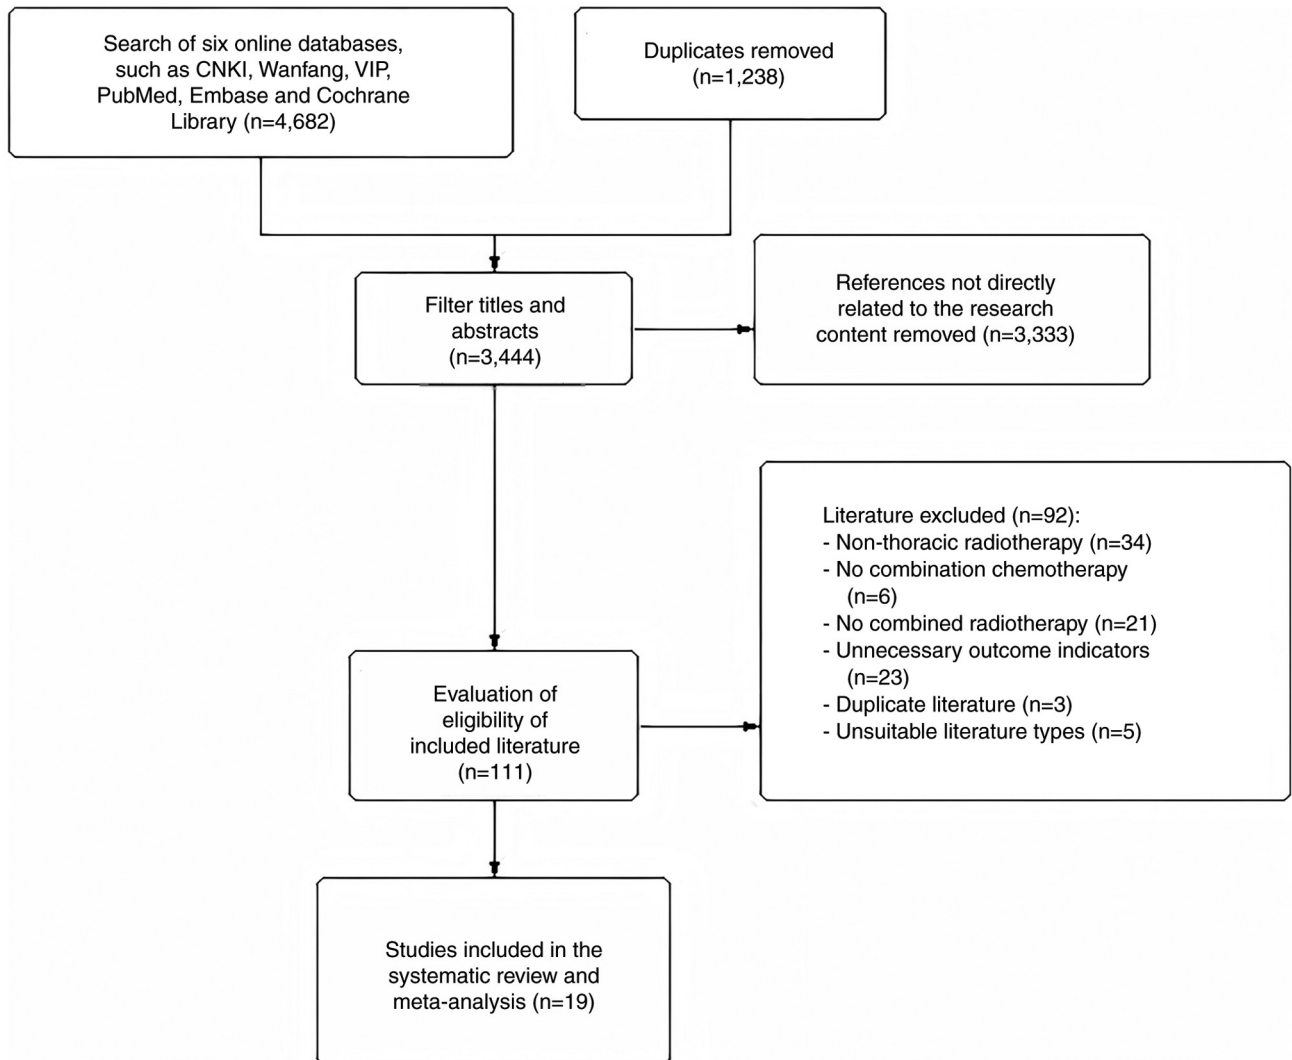 Search of six online databases,
such as CNKI, Wanfang, VIP,
PubMed, Embase and Cochrane
Library (n=4,682)
Duplicates removed
(n=1,238)
Filter titles and
abstracts
(n=3,444)
References not directly
related to the research
content removed (n=3,333)
Literature excluded (n=92):
- Non-thoracic radiotherapy (n=34)
- No combination chemotherapy
(n=6)
- No combined radiotherapy (n=21)
- Unnecessary outcome indicators
(n=23)
- Duplicate literature (n=3)
- Unsuitable literature types (n=5)
Evaluation of
eligibility of
included literature
(n=111)
Studies included in the
systematic review and
meta-analysis (n=19)